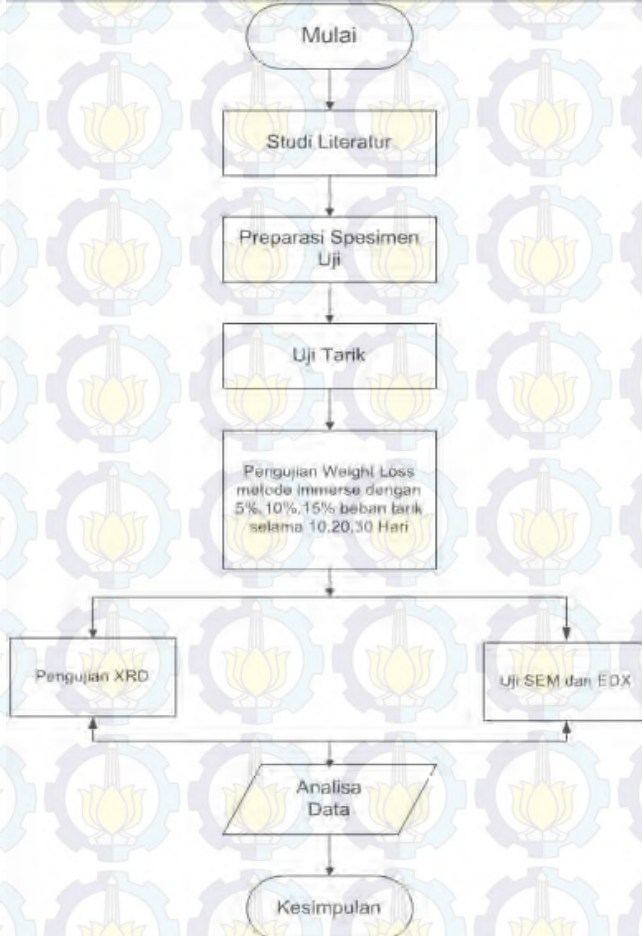 Mulai
Studi Literatur
Preparasi Spesimen
Uji
Uji Tarik
Pengujian Weight Loss
metode immerse dengan
5%,10%,15% beban tarik
selama 10,20,30 Hari
Pengujian XRD
Uji SEM dan EDX
Analisa
Data
Kesimpulan